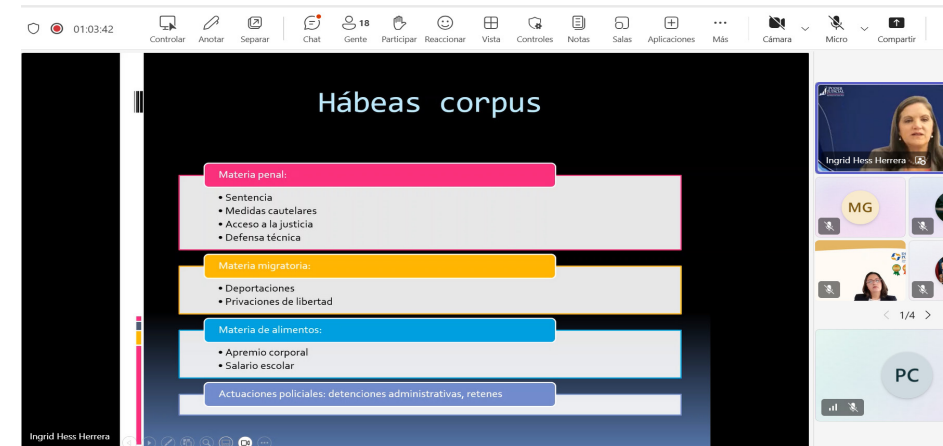 01:03:42
18
Controlar Anotar Separar Chat Gente Participar Reaccionar Vista Controles Notas Salas Aplicaciones Más Cámara Micro Compartir
Hábeas corpus
Materia penal:
• Sentencia
• Medidas cautelares
• Acceso a la justicia
• Defensa técnica
Materia migratoria:
• Deportaciones
• Privaciones de libertad
Materia de alimentos:
• Apremio corporal
• Salario escolar
Actuaciones policiales: detenciones administrativas, retenes
Ingrid Hess Herrera
Ingrid Hess Herrera
MG
1/4
PC